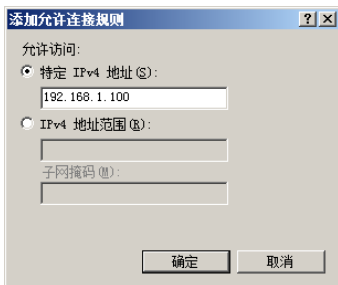 添加允许连接规则
允许访问:
特定 IPv4 地址(S):
192.168.1.100
IPv4 地址范围(R):
子网掩码(M):
确定
取消